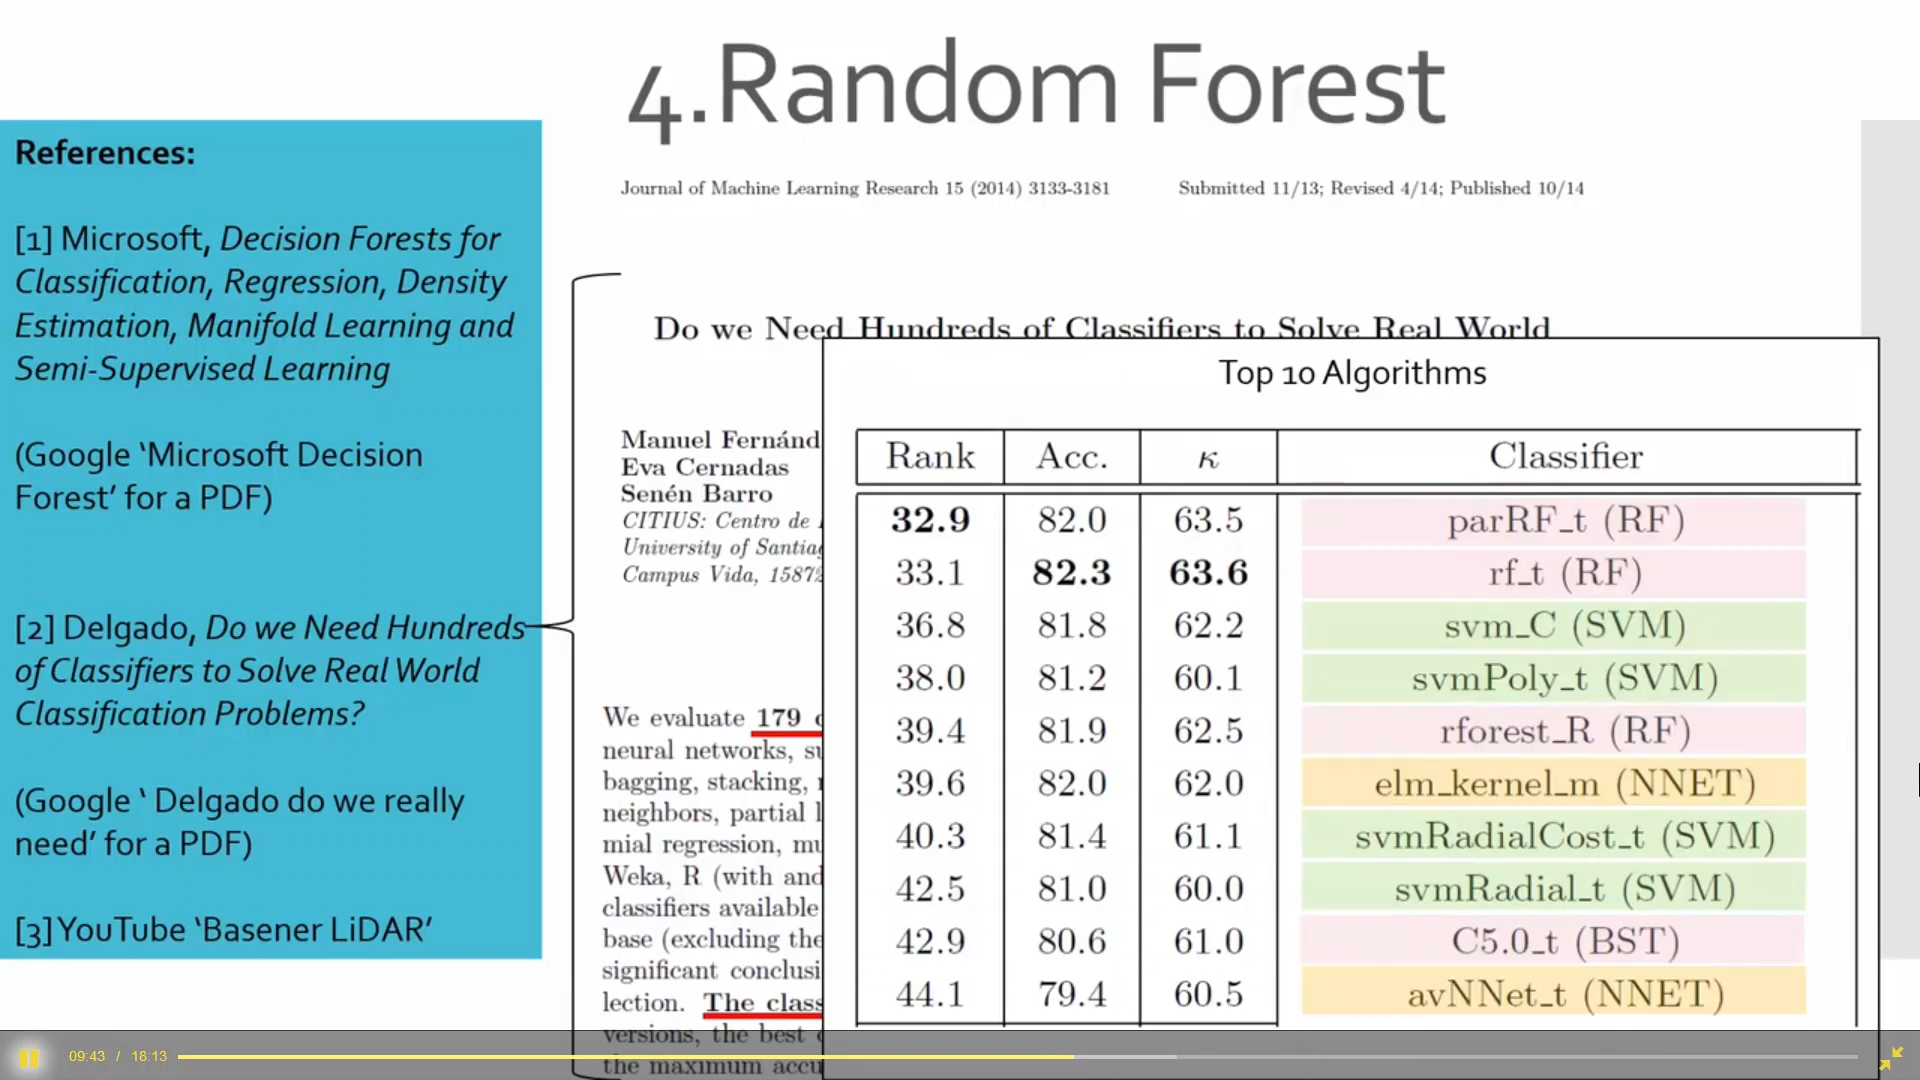 4.Random Forest
References:
[1] Microsoft, Decision Forests for
Classification, Regression, Density
Estimation, Manifold Learning and
Semi-Supervised Learning
(Google ‘Microsoft Decision
Forest’ for a PDF)
[2] Delgado, Do we Need Hundreds
of Classifiers to Solve Real World
Classification Problems?
(Google ‘ Delgado do we really
need’ for a PDF)
[3] YouTube ‘Basener LiDAR’
Journal of Machine Learning Research 15 (2014) 3133-3181 Submitted 11/13; Revised 4/14; Published 10/14
Do we Need Hundreds of Classifiers to Solve Real World
Manuel
Eva Cernadas
Senén Barro
CITIUS: Centro de
University of
Campus Vida,
We evaluate 179
neural networks,
bagging, stacking,
neighbors, partial
mial regression,
Weka, R (with
classifiers available
base (excluding
significant
lection. The
versions, the best
the maximum
Top 10 Algorithms
Rank Acc. κ Classifier
32.9 82.0 63.5 parRF_t (RF)
33.1 82.3 63.6 rf_t (RF)
36.8 81.8 62.2 svm_C (SVM)
38.0 81.2 60.1 svmPoly_t (SVM)
39.4 81.9 62.5 rforest_R (RF)
39.6 82.0 62.0 elm_kernel_m (NNET)
40.3 81.4 61.1 svmRadialCost_t (SVM)
42.5 81.0 60.0 svmRadial_t (SVM)
42.9 80.6 61.0 C5.0_t (BST)
44.1 79.4 60.5 avNNet_t (NNET)
09:43 / 18:13